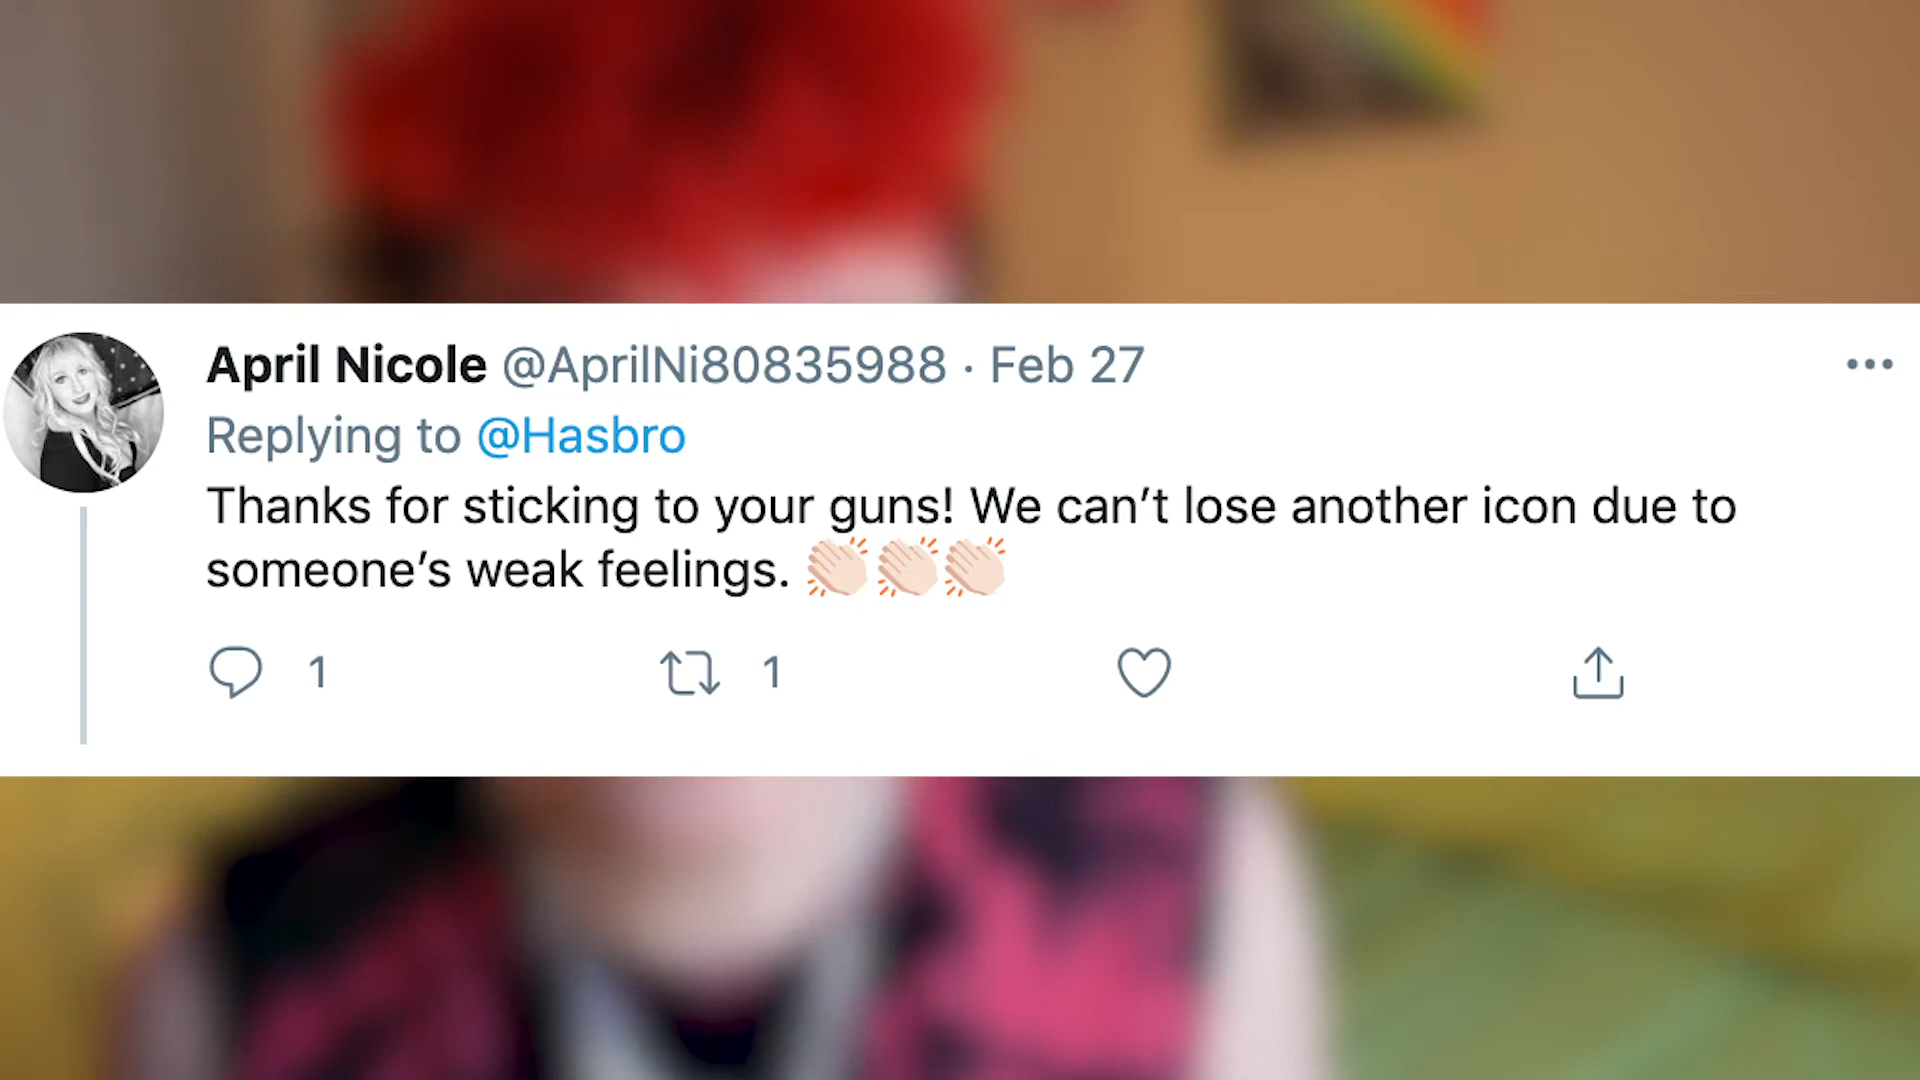 April Nicole @AprilNi80835988 · Feb 27
Replying to @Hasbro
Thanks for sticking to your guns! We can’t lose another icon due to
someone’s weak feelings. 👏🏻👏🏻👏🏻
1 1